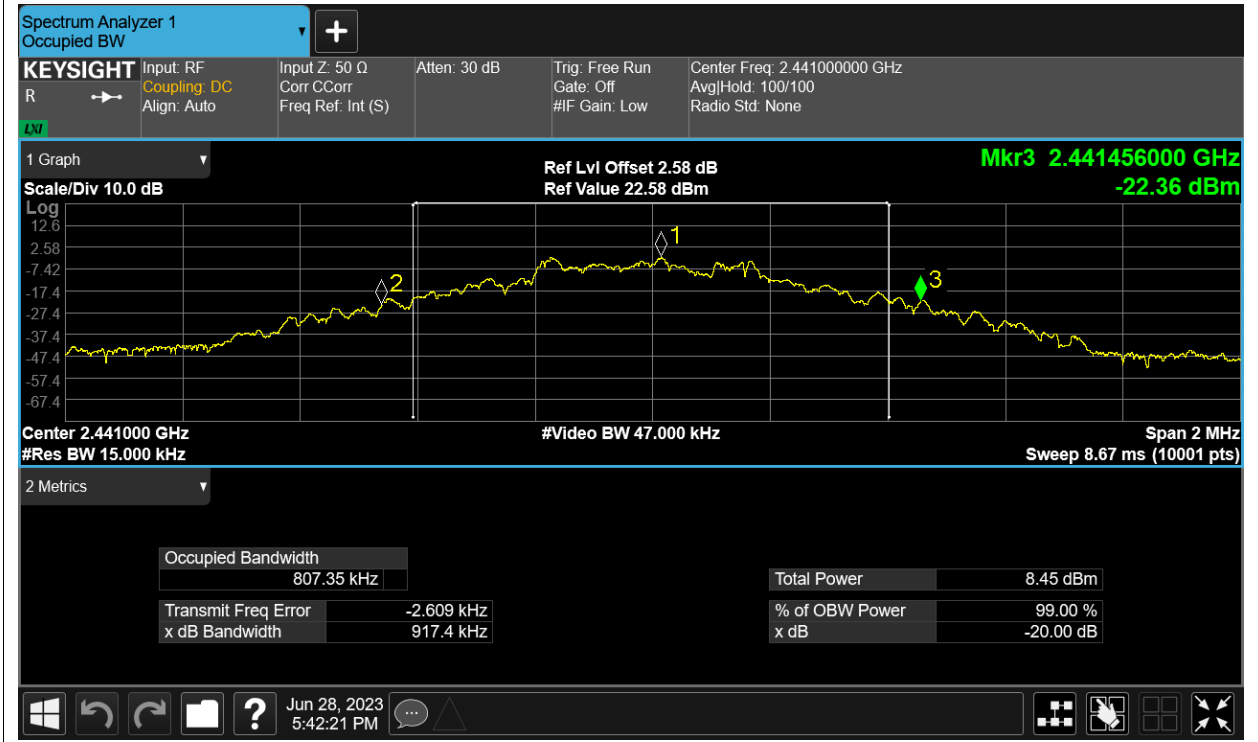 Spectrum Analyzer 1
Occupied BW
KEYSIGHT
R
LXI
Input: RF
Coupling: DC
Align: Auto
Input Z: 50 Ω
Corr CCorr
Freq Ref: Int (S)
Atten: 30 dB
Trig: Free Run
Gate: Off
#IF Gain: Low
Center Freq: 2.441000000 GHz
Avg|Hold: 100/100
Radio Std: None
1 Graph
Ref Lvl Offset 2.58 dB
Mkr3 2.441456000 GHz
Scale/Div 10.0 dB
Ref Value 22.58 dBm
-22.36 dBm
Log
12.6
2.58
-7.42
-17.4
-27.4
-37.4
-47.4
-57.4
-67.4
1
2
3
Center 2.441000 GHz
#Video BW 47.000 kHz
Span 2 MHz
#Res BW 15.000 kHz
Sweep 8.67 ms (10001 pts)
2 Metrics
Occupied Bandwidth
807.35 kHz
Total Power 8.45 dBm
Transmit Freq Error -2.609 kHz
% of OBW Power 99.00 %
x dB Bandwidth 917.4 kHz
x dB -20.00 dB
?
Jun 28, 2023
5:42:21 PM